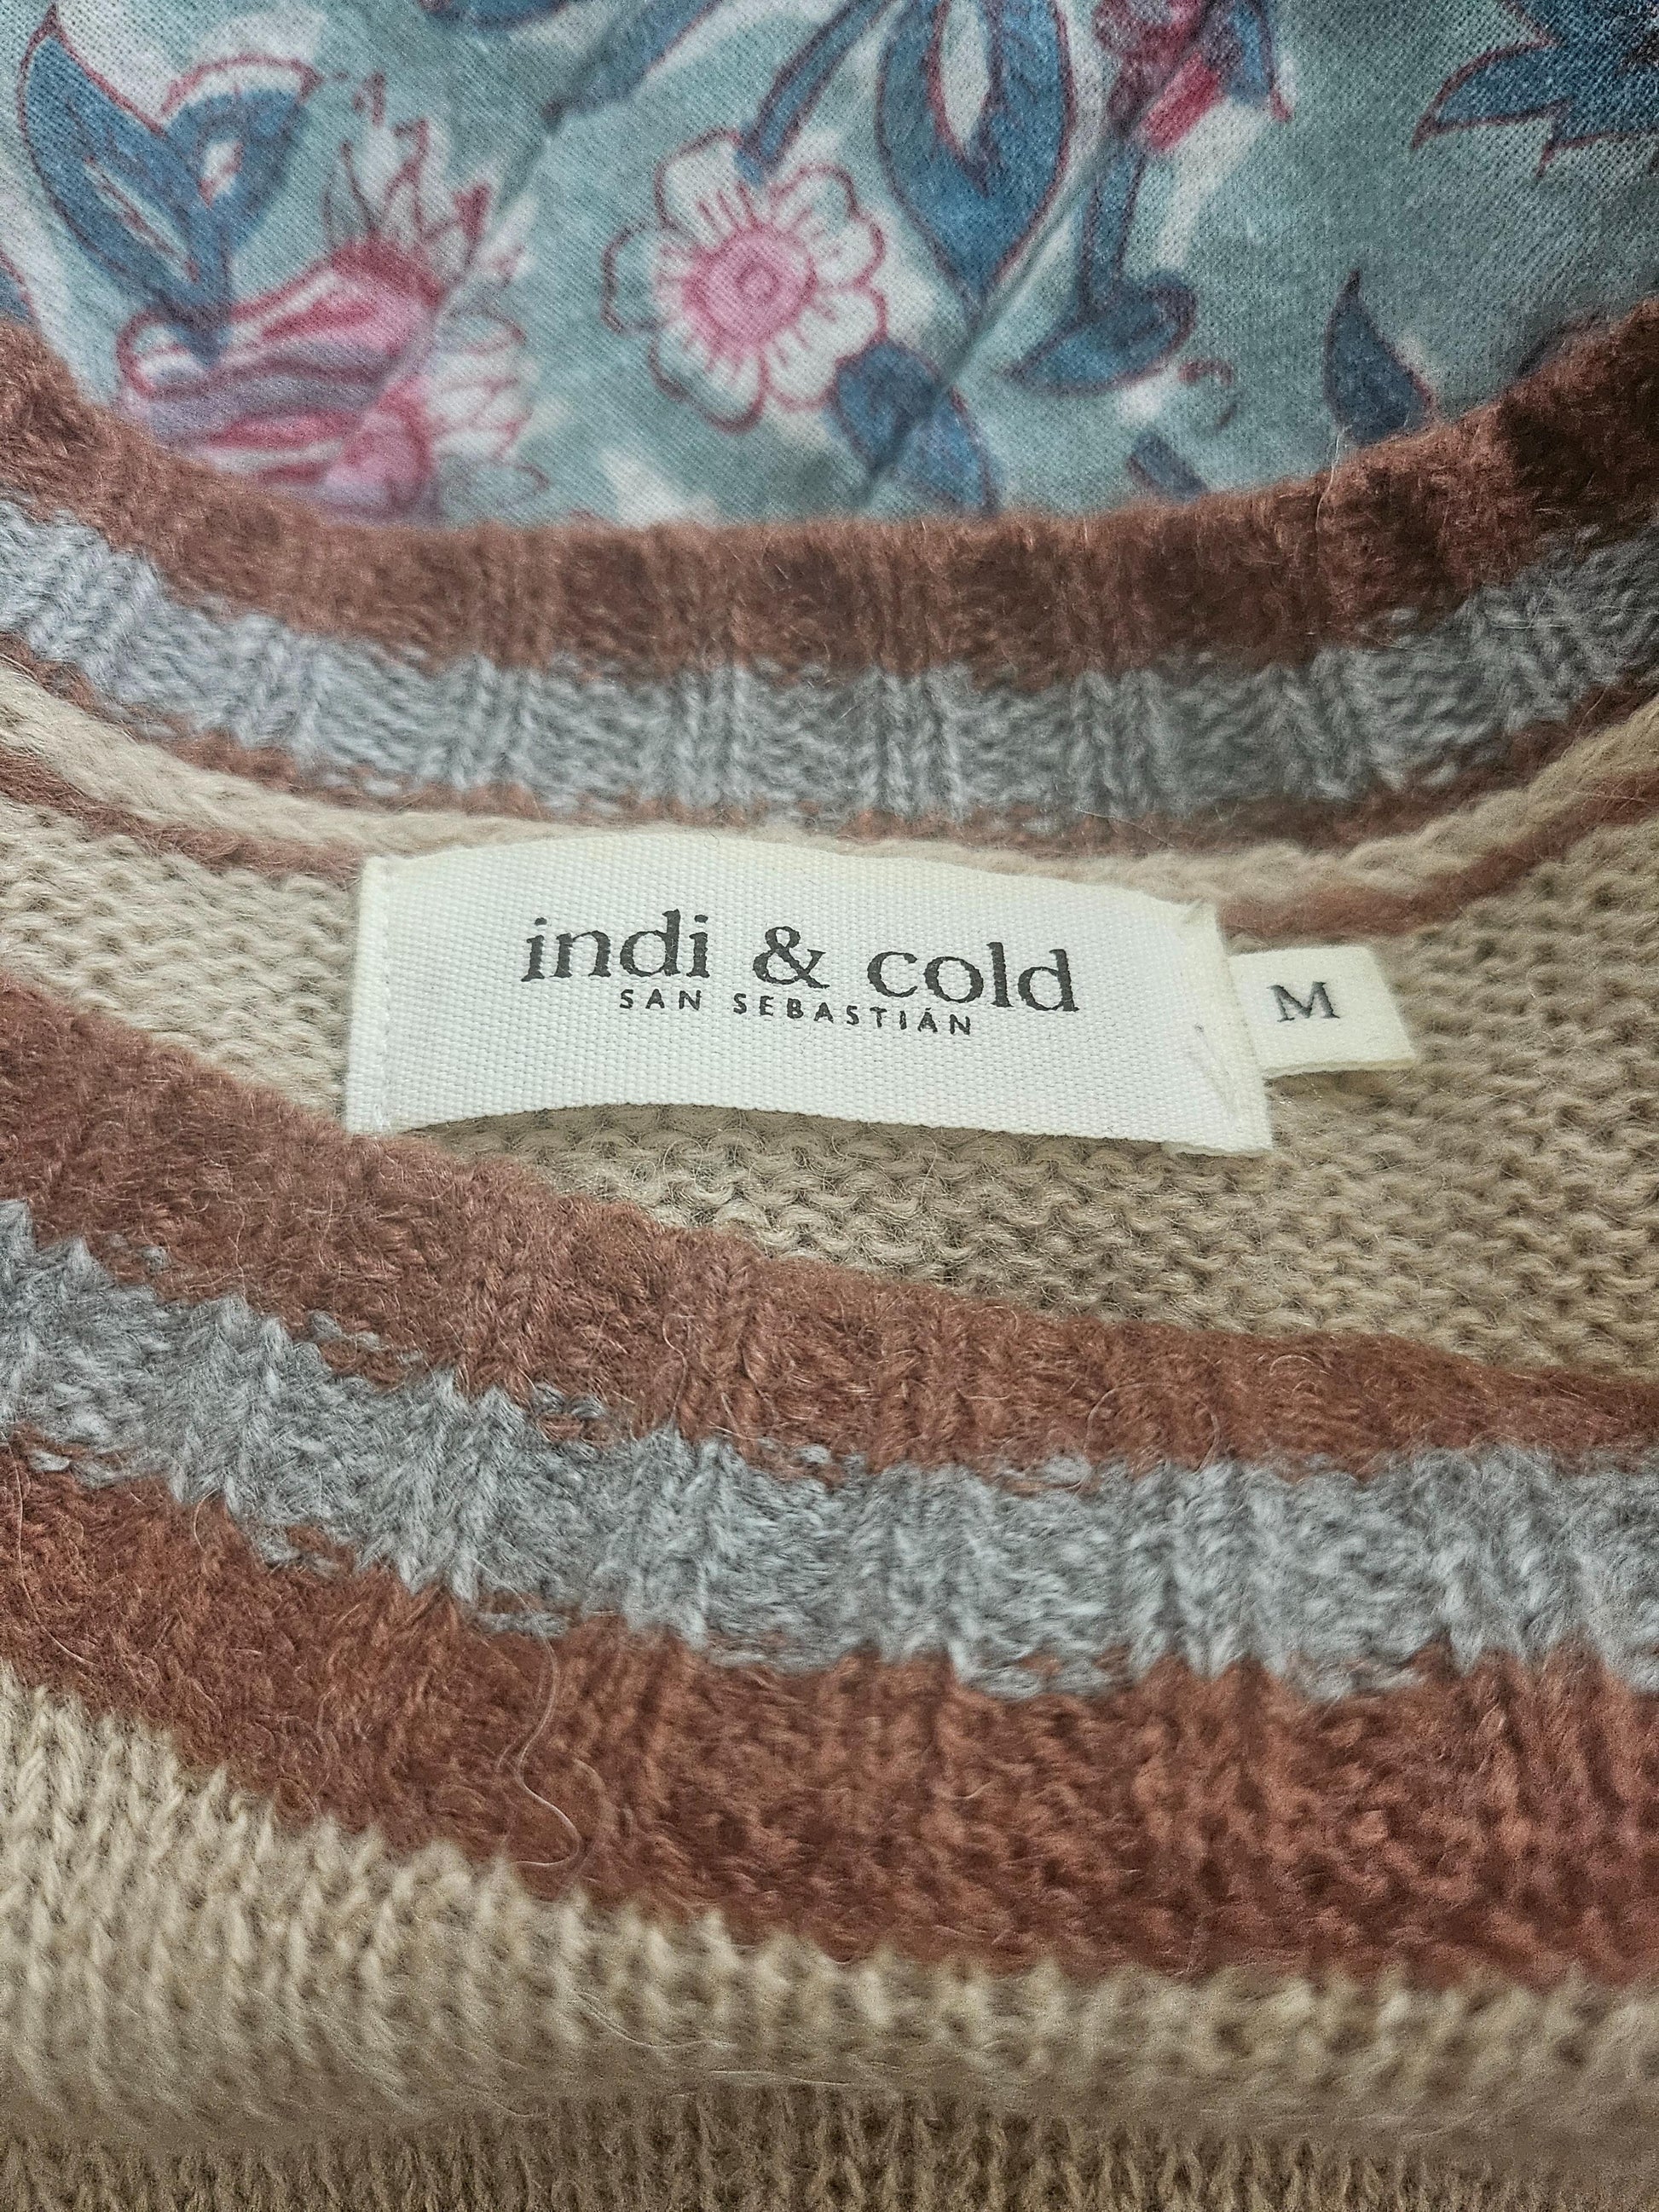 indi & cold
SAN SEBASTIÁN
M